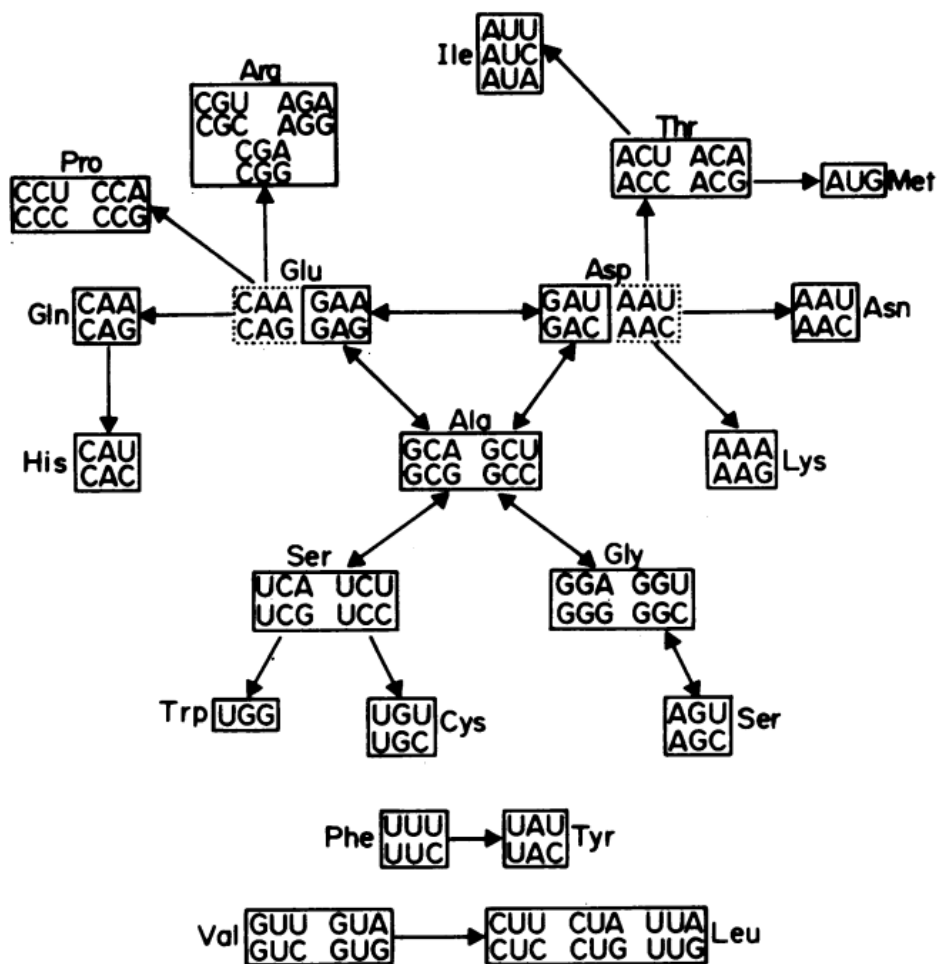 AUU
Ile AUC
AUA
Arg
CGU AGA
CGC AGG
CGA
CGG
Thr
ACU ACA
ACC ACG
AUG Met
Pro
CCU CCA
CCC CCG
Glu
CAA GAA
CAG GAG
Asp
GAU AAU
GAC AAC
Gln CAA
CAG
AAU Asn
AAC
Ala
GCA GCU
GCG GCC
His CAU
CAC
AAA Lys
AAG
Ser
UCA UCU
UCG UCC
Gly
GGA GGU
GGG GGC
Trp UGG
UGU Cys
UGC
AGU Ser
AGC
Phe UUU UAU Tyr
UUC UAC
Val GUU GUA CUU CUA UUA Leu
GUC GUG CUC CUG UUG